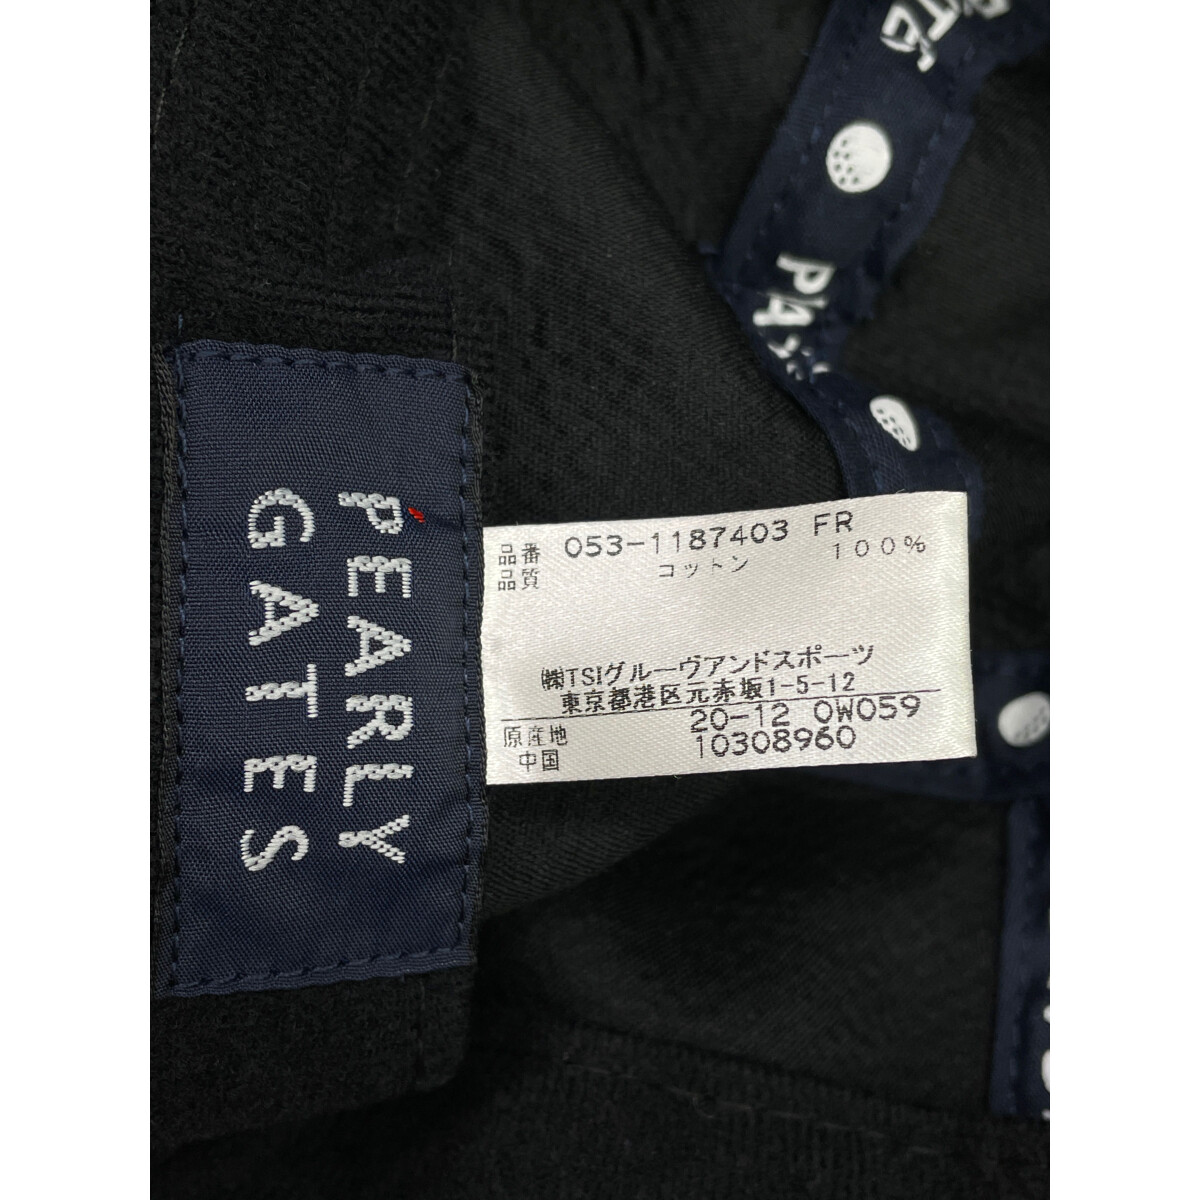 PEARLY
GATES
品番 053-1187403 FR
品質 コットン 100%
㈱TSIグルーヴアンドスポーツ
東京都港区元赤坂1-5-12
20-12 0W059
原産地 10308960
中国
PLAY